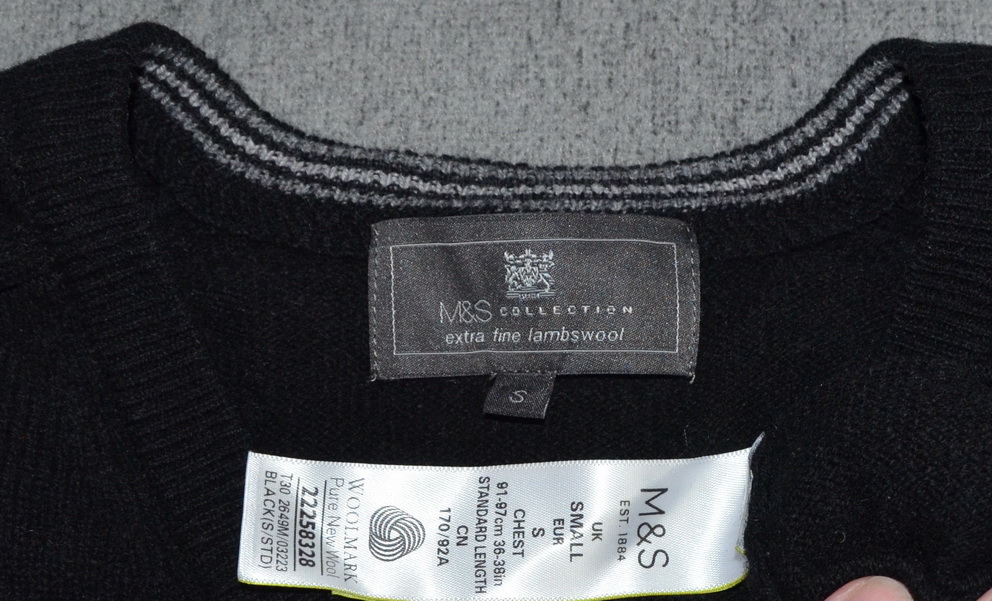 M&S COLLECTION
extra fine lambswool
S
M&S
EST. 1884
UK
SMALL
EUR
S
CHEST
91-97cm 36-38in
STANDARD LENGTH
CN
170/92A
WOOLMARK
Pure New Wool
22258328
T30 2649M/03223
BLACK(S/STD)